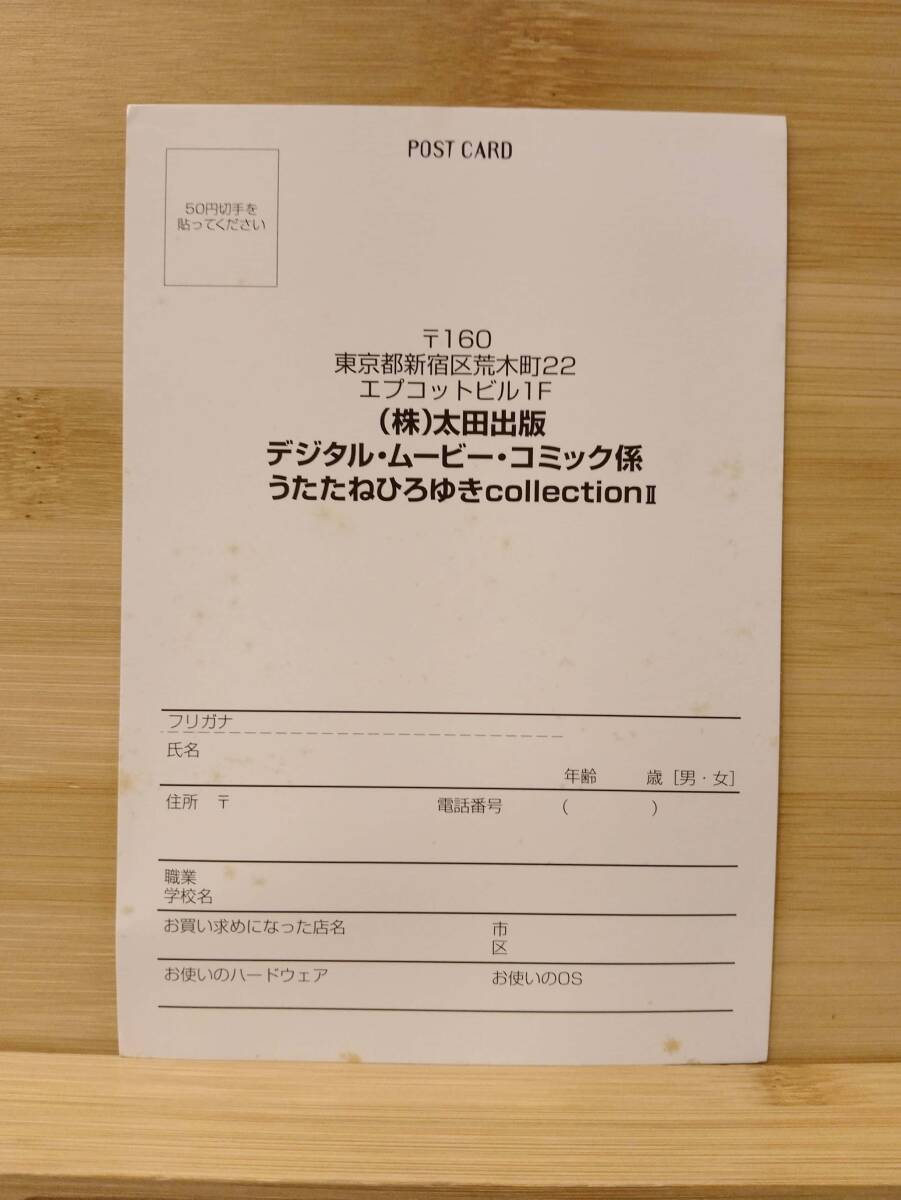 POST CARD
50円切手を
貼ってください
〒160
東京都新宿区荒木町22
エプコットビル1F
(株)太田出版
デジタル・ムービー・コミック係
うたたねひろゆきcollectionⅡ
フリガナ
氏名
年齢 歳 [男・女]
住所 〒 電話番号 ( )
職業
学校名
お買い求めになった店名 市
区
お使いのハードウェア お使いのOS